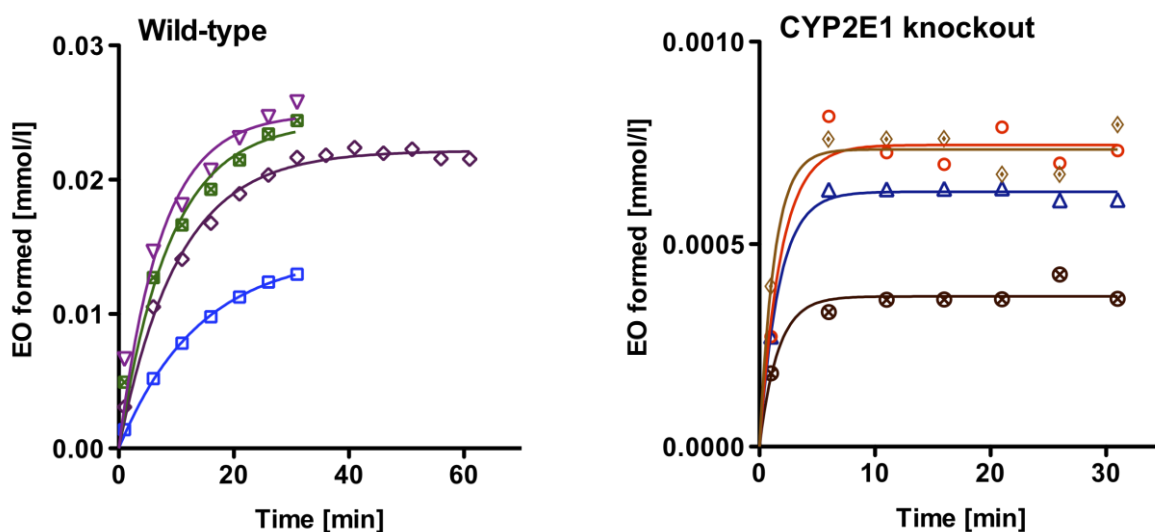 Wild-type
EO formed [mmol/l]
0.03
0.02
0.01
0.00
0 20 40 60
Time [min]
CYP2E1 knockout
EO formed [mmol/l]
0.0010
0.0005
0.0000
0 10 20 30
Time [min]